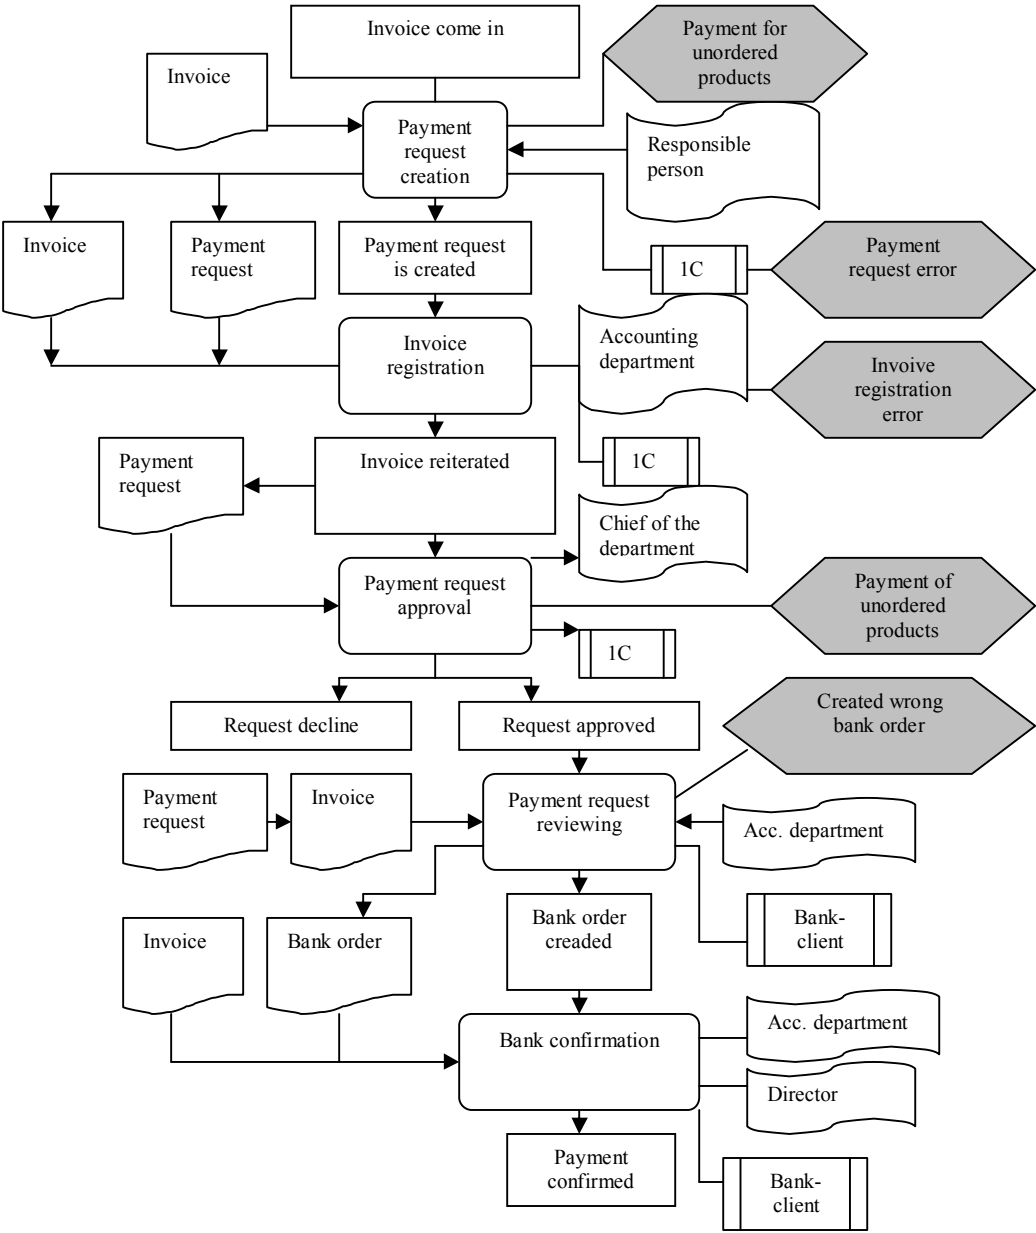 Invoice come in
Payment for
unordered
products
Invoice
Payment
request
creation
Responsible
person
Invoice
Payment
request
Payment request
is created
1C
Payment
request error
Invoice
registration
Accounting
department
Invoive
registration
error
Payment
request
Invoice reiterated
1C
Chief of the
department
Payment request
approval
Payment of
unordered
products
1C
Request decline
Request approved
Created wrong
bank order
Payment
request
Invoice
Payment request
reviewing
Acc. department
Invoice
Bank order
Bank order
creaded
Bank-
client
Bank confirmation
Acc. department
Director
Payment
confirmed
Bank-
client